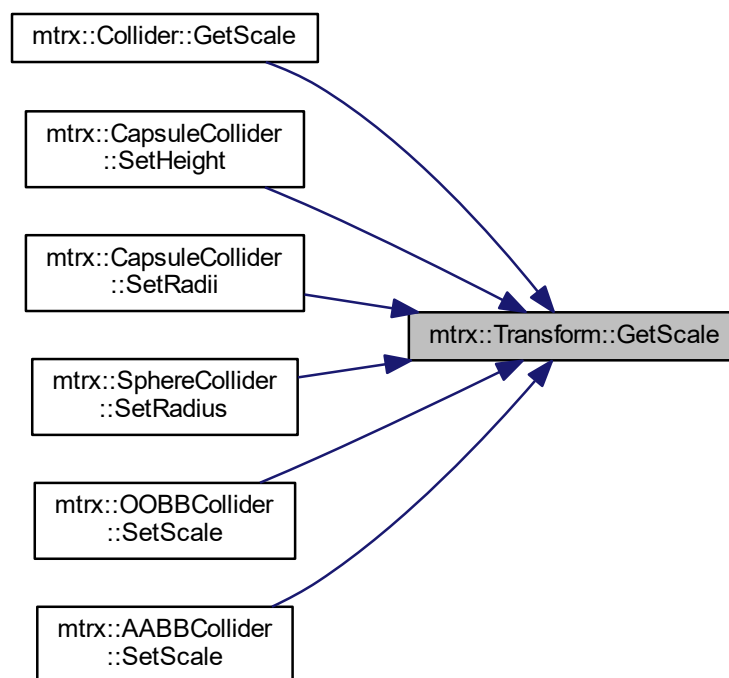 mtrx::Collider::GetScale
mtrx::CapsuleCollider
::SetHeight
mtrx::CapsuleCollider
::SetRadii
mtrx::Transform::GetScale
mtrx::SphereCollider
::SetRadius
mtrx::OOBBCollider
::SetScale
mtrx::AABBCollider
::SetScale